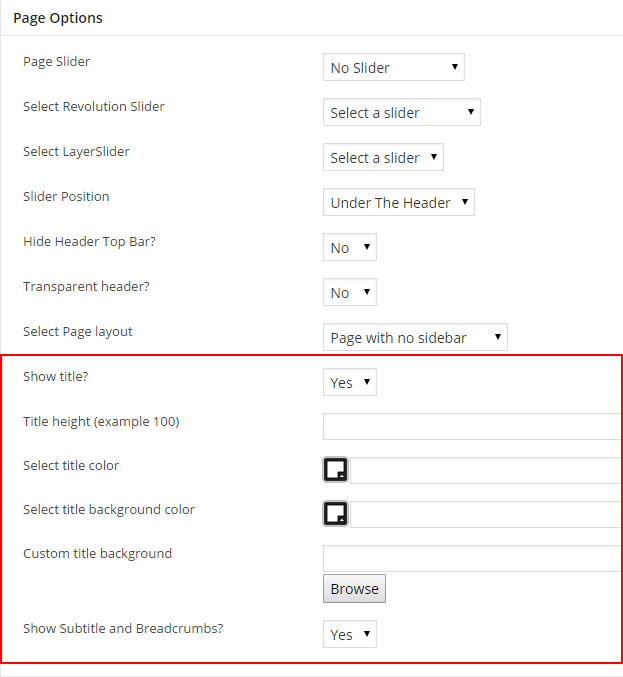 Page Options
Page Slider No Slider
Select Revolution Slider Select a slider
Select LayerSlider Select a slider
Slider Position Under The Header
Hide Header Top Bar? No
Transparent header? No
Select Page layout Page with no sidebar
Show title? Yes
Title height (example 100)
Select title color
Select title background color
Custom title background
Browse
Show Subtitle and Breadcrumbs? Yes